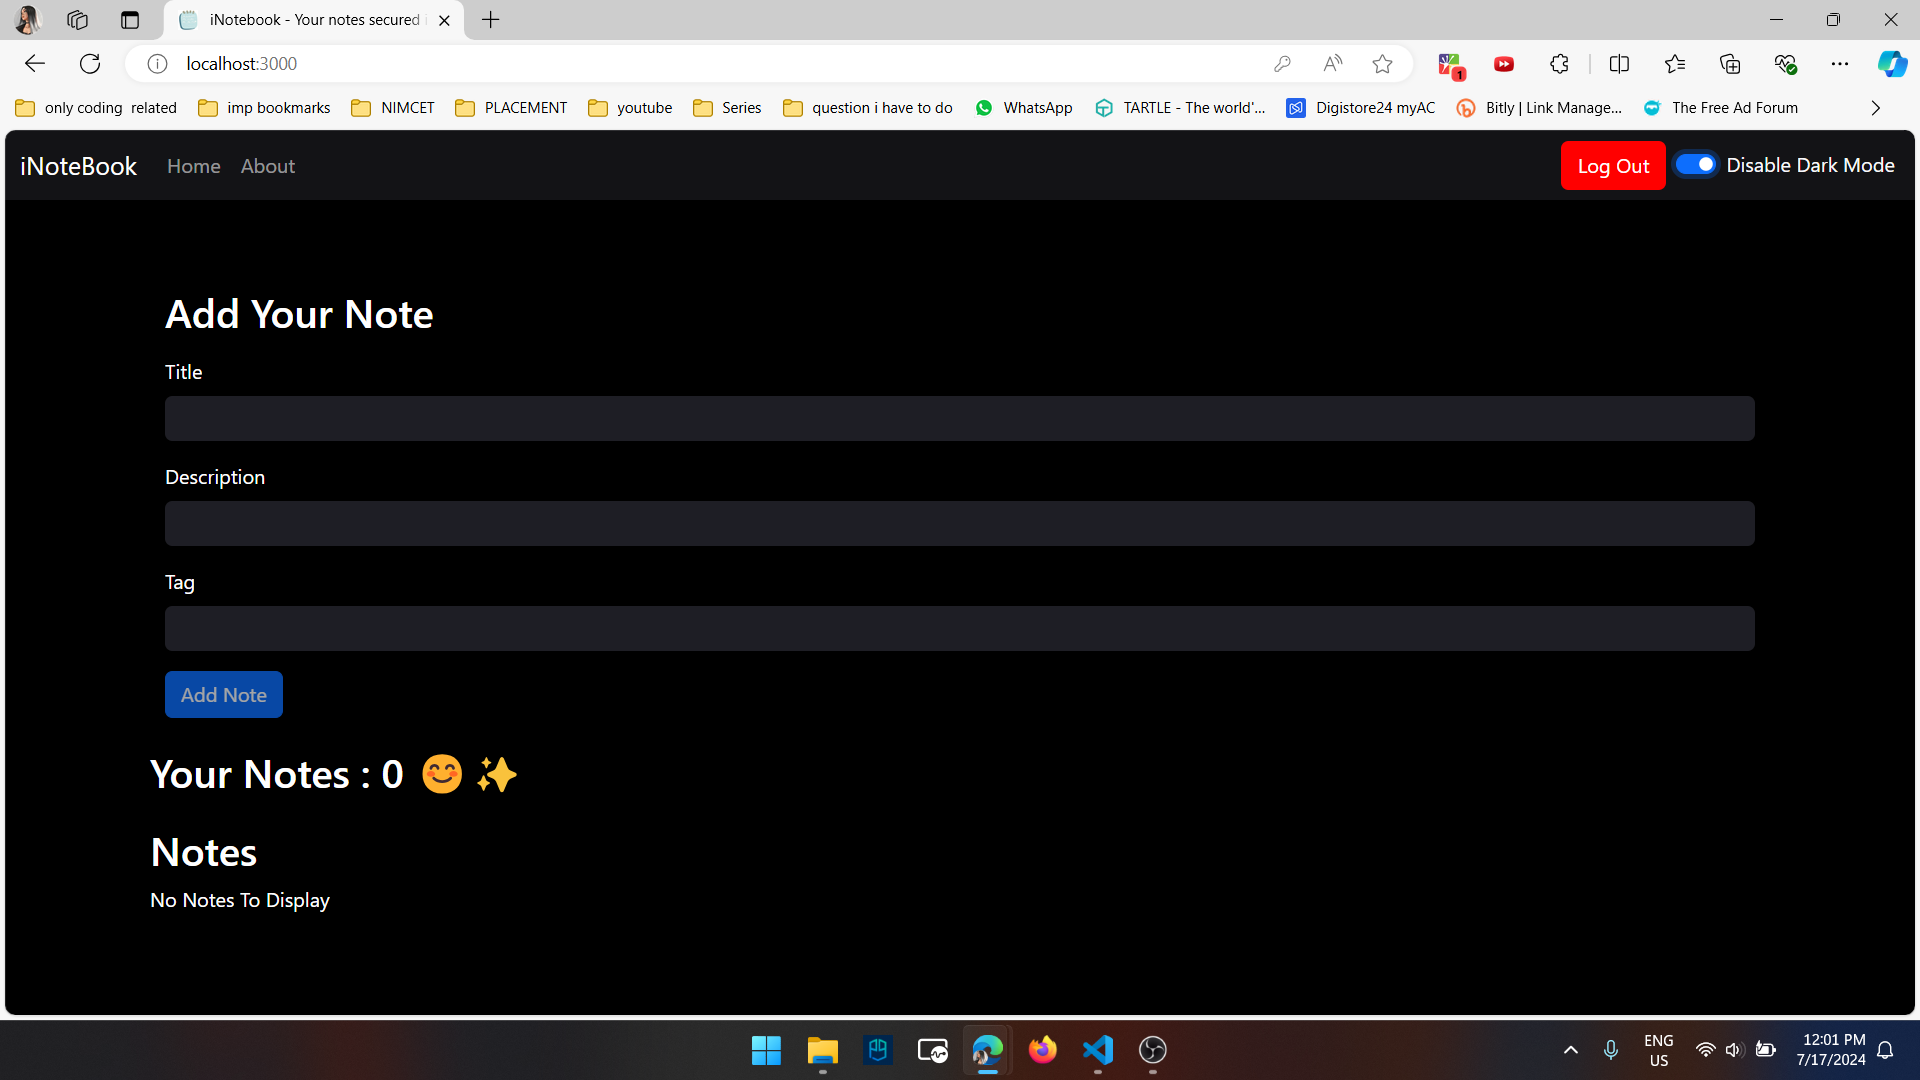 iNotebook - Your notes secured
localhost:3000
1
only coding related
imp bookmarks
NIMCET
PLACEMENT
youtube
Series
question i have to do
WhatsApp
TARTLE - The world'...
Digistore24 myAC
Bitly | Link Manage...
The Free Ad Forum
iNoteBook
Home
About
Log Out
Disable Dark Mode
Add Your Note
Title
Description
Tag
Add Note
Your Notes : 0 😊 ✨
Notes
No Notes To Display
ENG
US
12:01 PM
7/17/2024